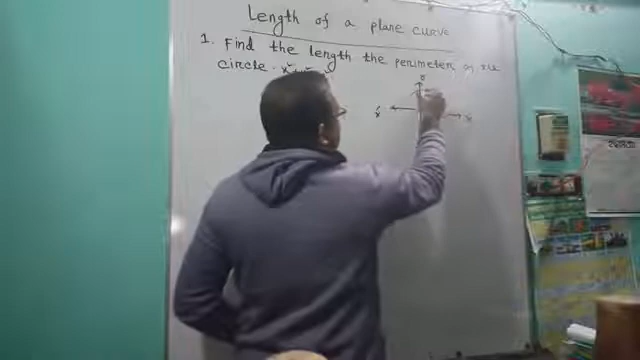 Length of a plane curve
1. Find the length the perimeter of the
circle